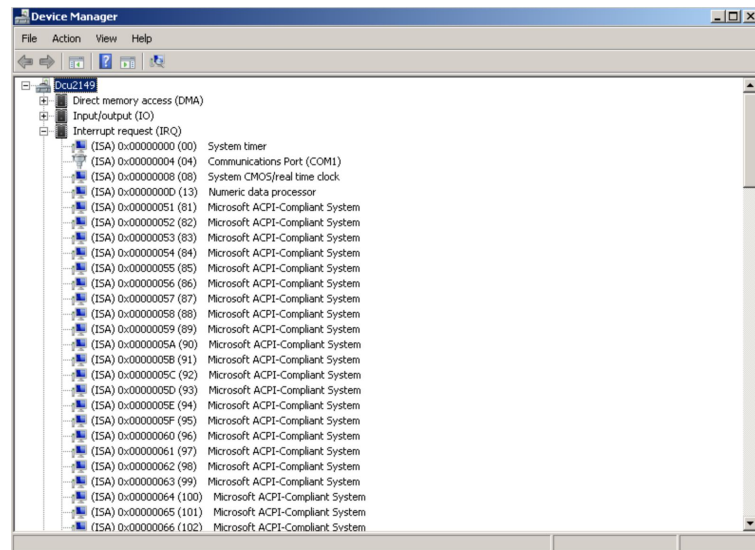 Device Manager
File Action View Help
Dcu2149
Direct memory access (DMA)
Input/output (IO)
Interrupt request (IRQ)
(ISA) 0x00000000 (00) System timer
(ISA) 0x00000004 (04) Communications Port (COM1)
(ISA) 0x00000008 (08) System CMOS/real time clock
(ISA) 0x0000000D (13) Numeric data processor
(ISA) 0x00000051 (81) Microsoft ACPI-Compliant System
(ISA) 0x00000052 (82) Microsoft ACPI-Compliant System
(ISA) 0x00000053 (83) Microsoft ACPI-Compliant System
(ISA) 0x00000054 (84) Microsoft ACPI-Compliant System
(ISA) 0x00000055 (85) Microsoft ACPI-Compliant System
(ISA) 0x00000056 (86) Microsoft ACPI-Compliant System
(ISA) 0x00000057 (87) Microsoft ACPI-Compliant System
(ISA) 0x00000058 (88) Microsoft ACPI-Compliant System
(ISA) 0x00000059 (89) Microsoft ACPI-Compliant System
(ISA) 0x0000005A (90) Microsoft ACPI-Compliant System
(ISA) 0x0000005B (91) Microsoft ACPI-Compliant System
(ISA) 0x0000005C (92) Microsoft ACPI-Compliant System
(ISA) 0x0000005D (93) Microsoft ACPI-Compliant System
(ISA) 0x0000005E (94) Microsoft ACPI-Compliant System
(ISA) 0x0000005F (95) Microsoft ACPI-Compliant System
(ISA) 0x00000060 (96) Microsoft ACPI-Compliant System
(ISA) 0x00000061 (97) Microsoft ACPI-Compliant System
(ISA) 0x00000062 (98) Microsoft ACPI-Compliant System
(ISA) 0x00000063 (99) Microsoft ACPI-Compliant System
(ISA) 0x00000064 (100) Microsoft ACPI-Compliant System
(ISA) 0x00000065 (101) Microsoft ACPI-Compliant System
(ISA) 0x00000066 (102) Microsoft ACPI-Compliant System